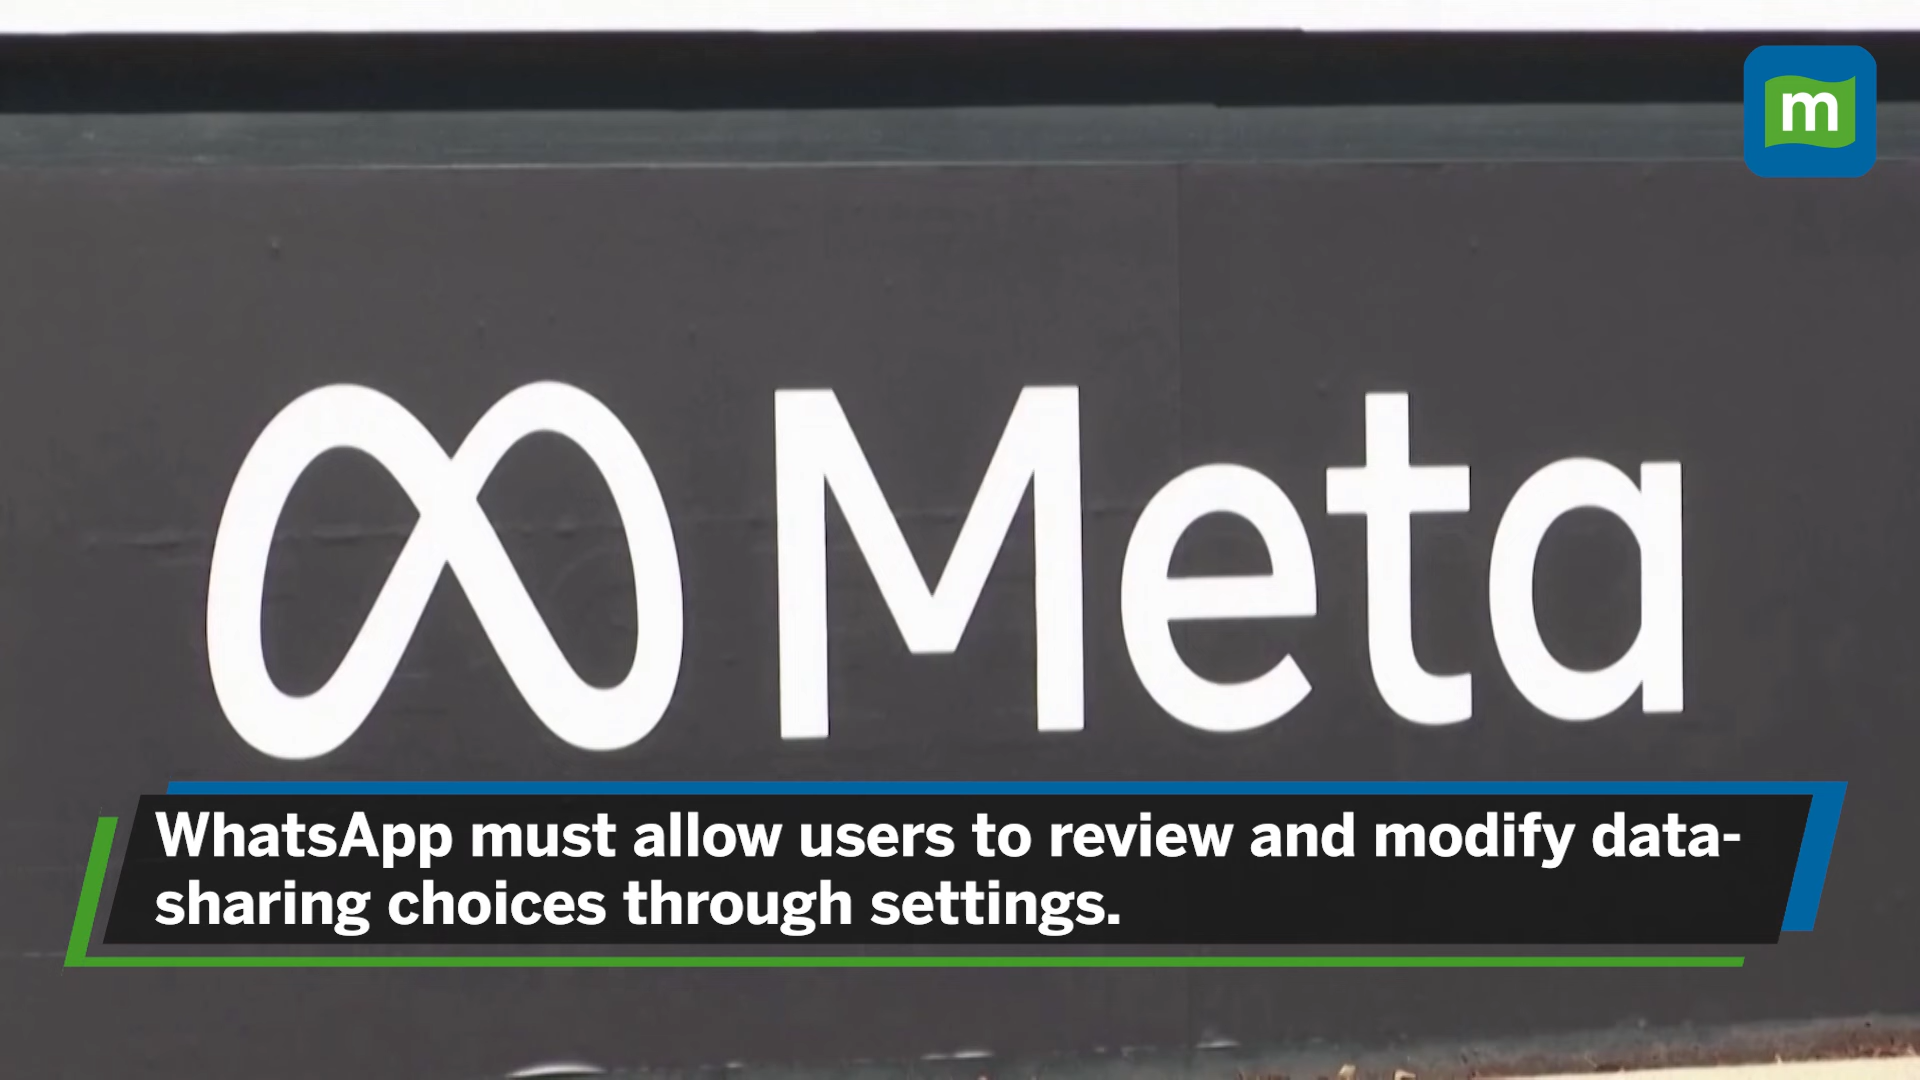 m
Meta
WhatsApp must allow users to review and modify data-
sharing choices through settings.